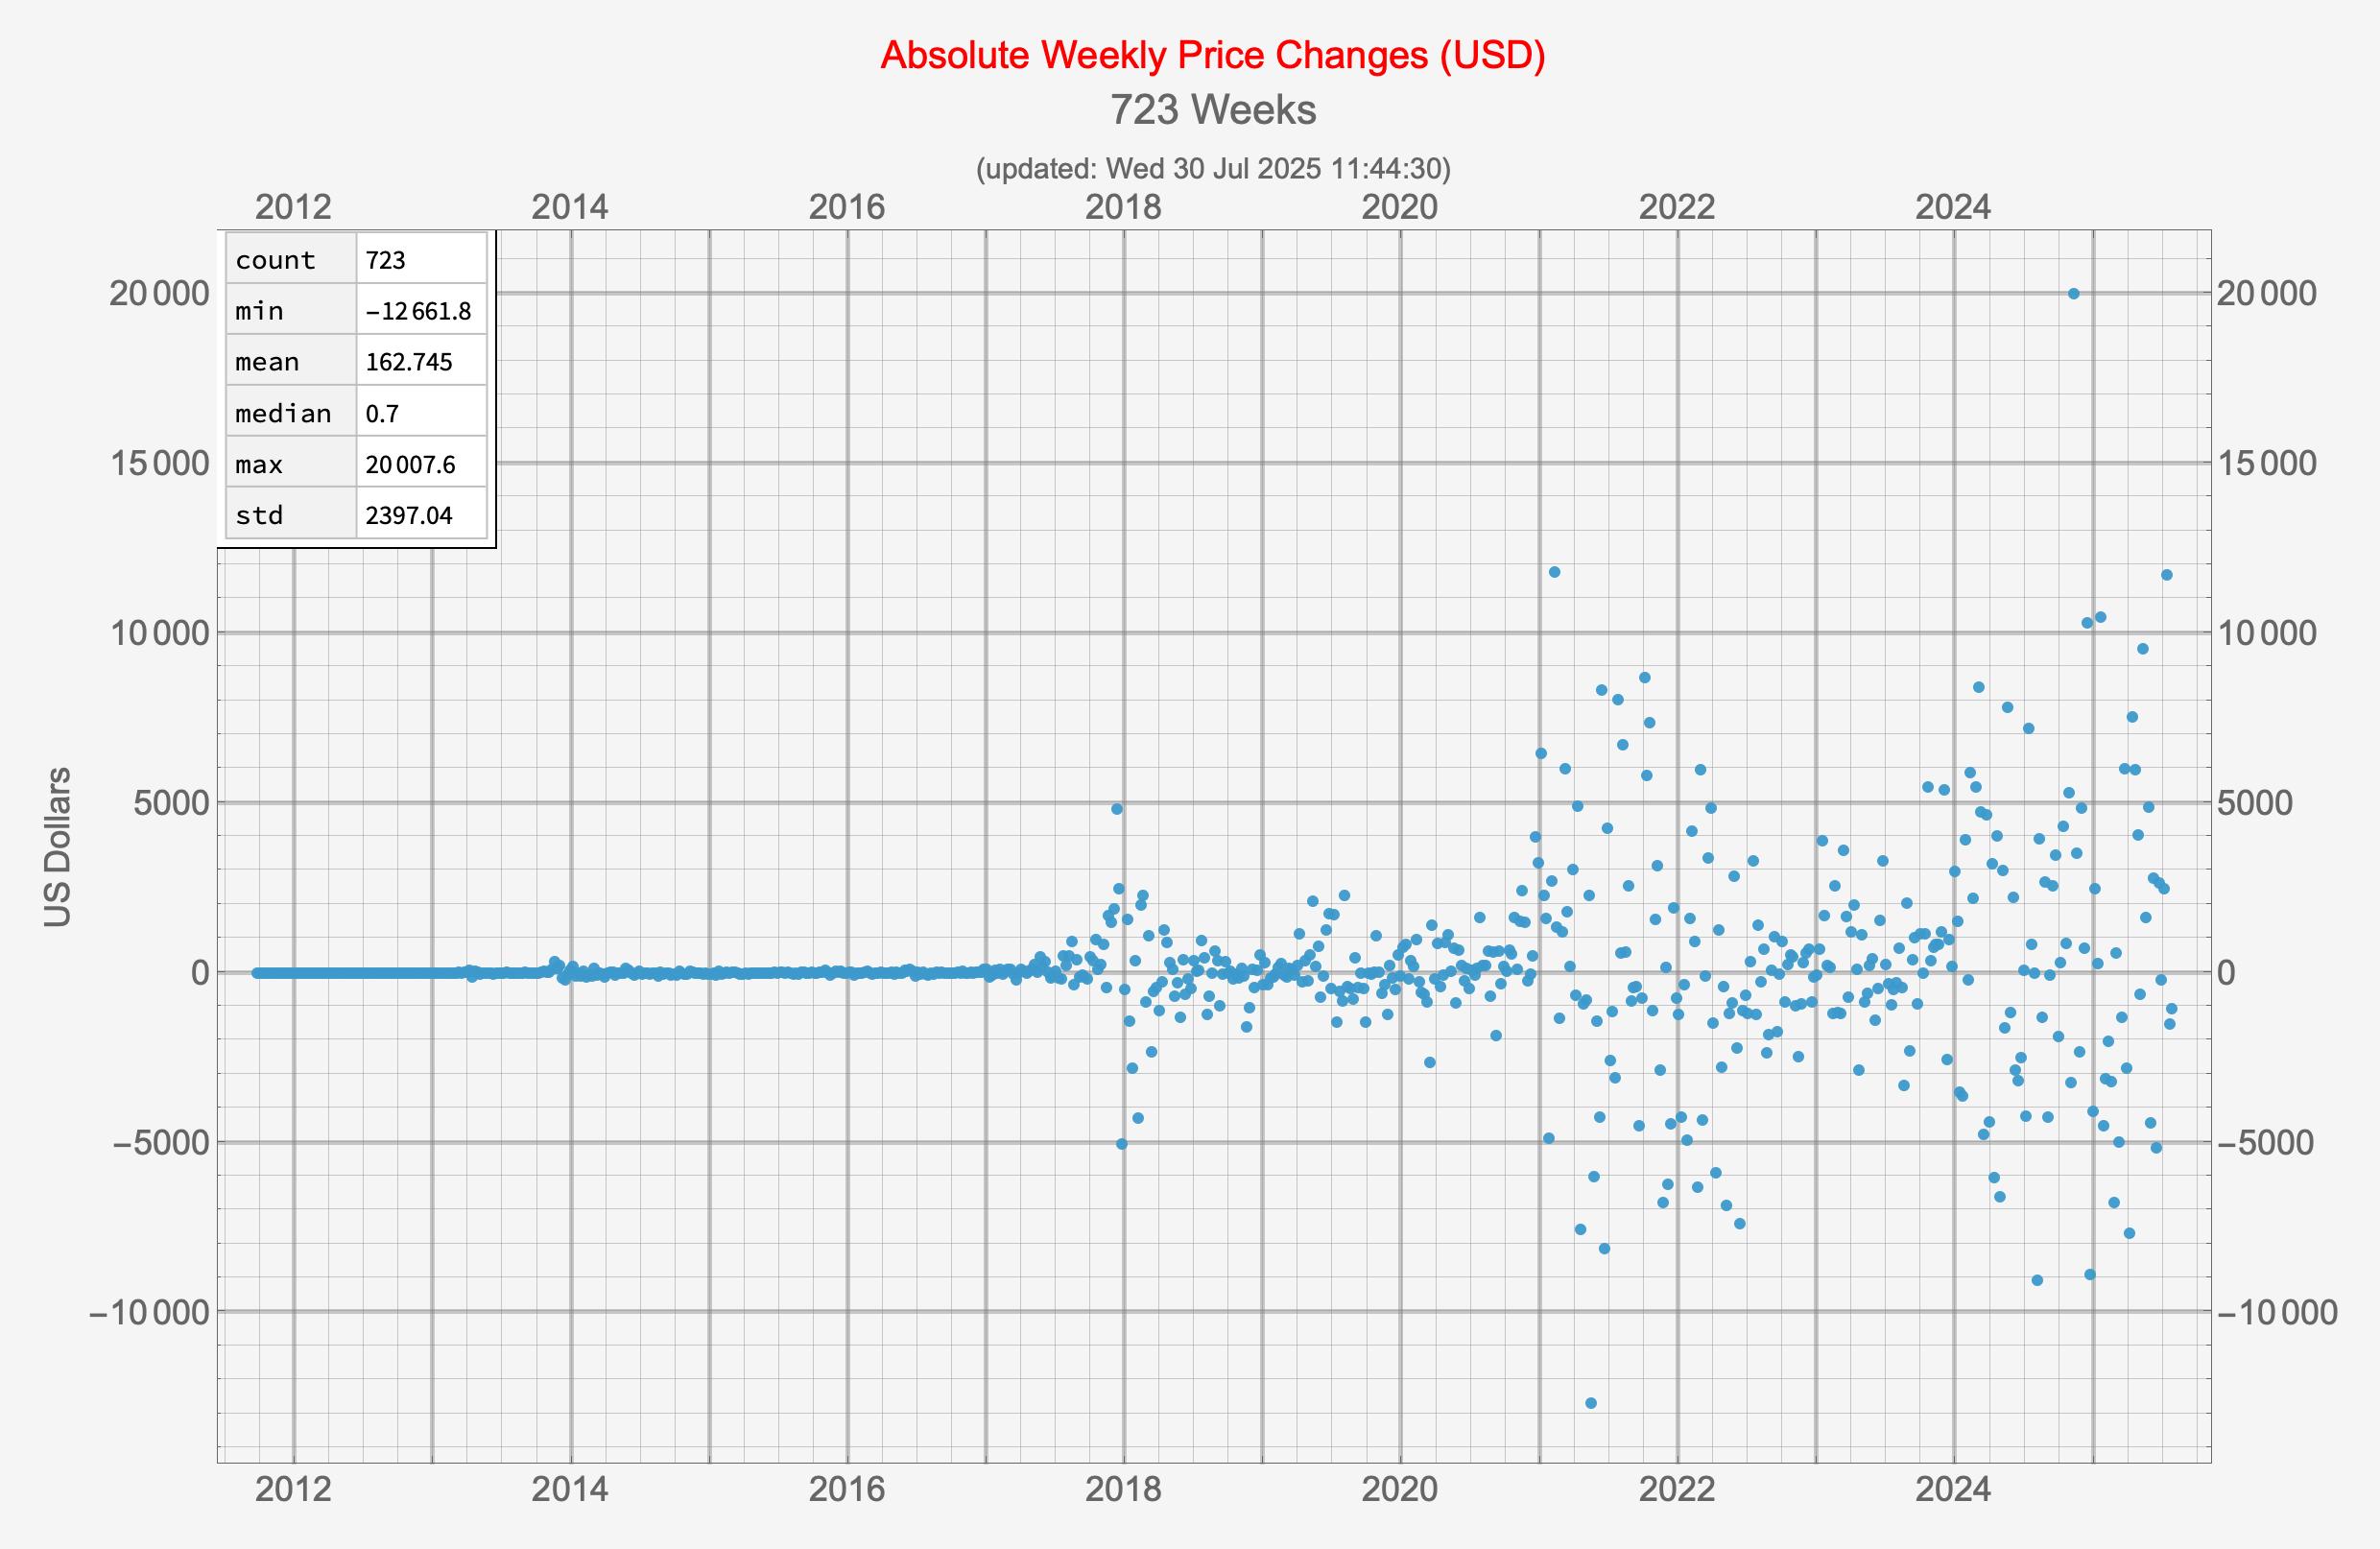 Absolute Weekly Price Changes (USD)
723 Weeks
(updated: Wed 30 Jul 2025 11:44:30)
2012 2014 2016 2018 2020 2022 2024
count 723
min −12 661.8
mean 162.745
median 0.7
max 20 007.6
std 2397.04
US Dollars
20 000 20 000
15 000 15 000
10 000 10 000
5000 5000
0 0
−5000 −5000
−10 000 −10 000
2012 2014 2016 2018 2020 2022 2024